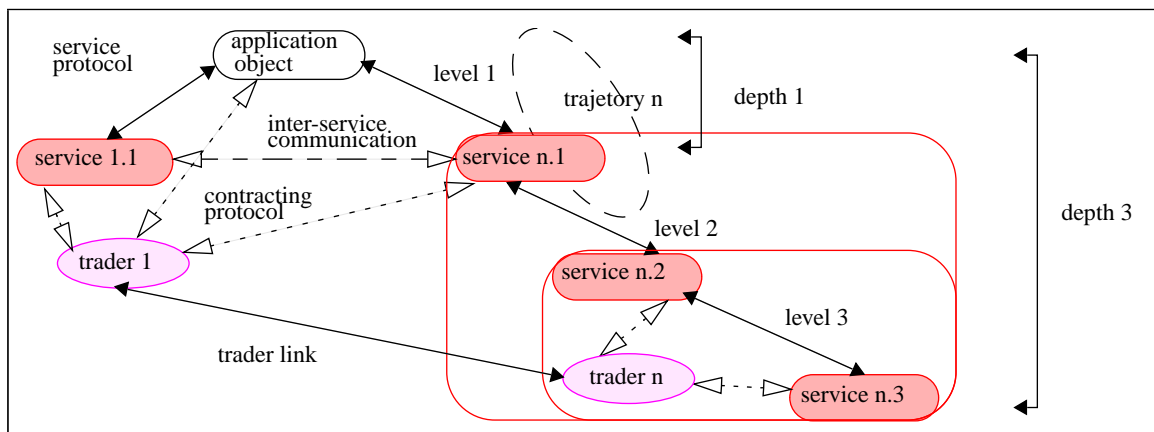 service
protocol
application
object
level 1
trajetory n
depth 1
inter-service
communication
service 1.1
service n.1
contracting
protocol
depth 3
level 2
trader 1
service n.2
level 3
trader link
trader n
service n.3